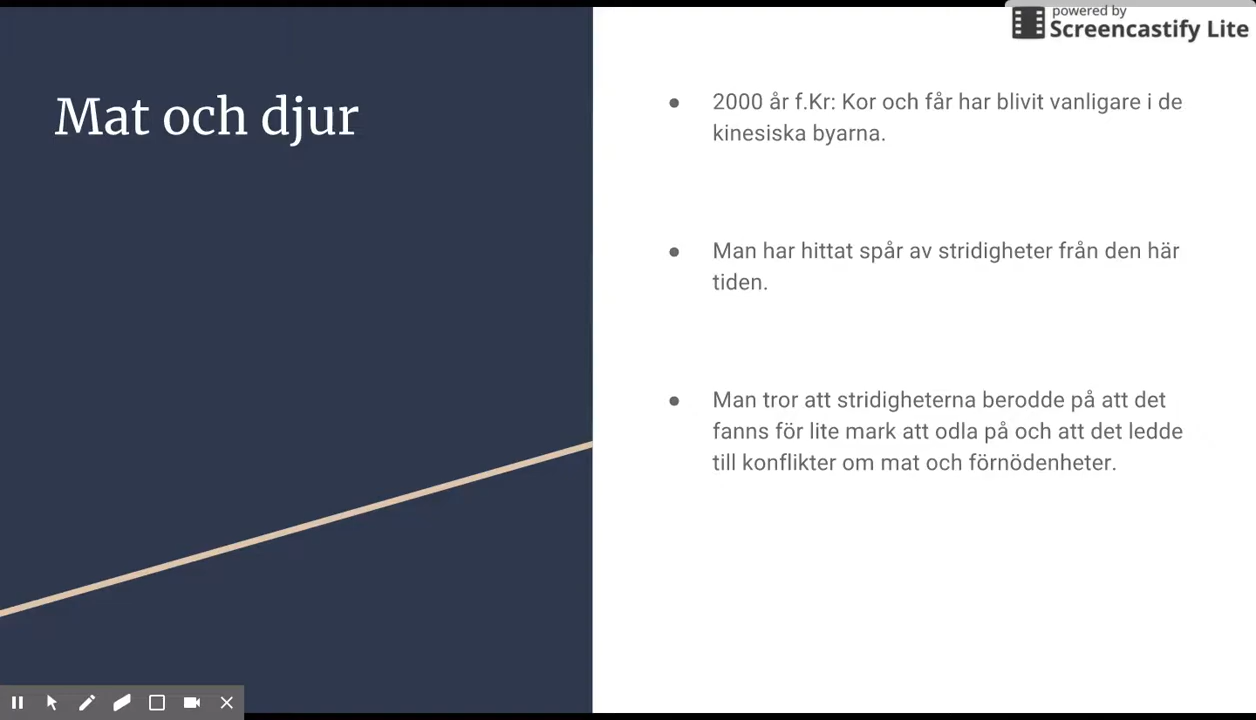 powered by
Screencastify Lite
Mat och djur
● 2000 år f.Kr: Kor och får har blivit vanligare i de
kinesiska byarna.
● Man har hittat spår av stridigheter från den här
tiden.
● Man tror att stridigheterna berodde på att det
fanns för lite mark att odla på och att det ledde
till konflikter om mat och förnödenheter.